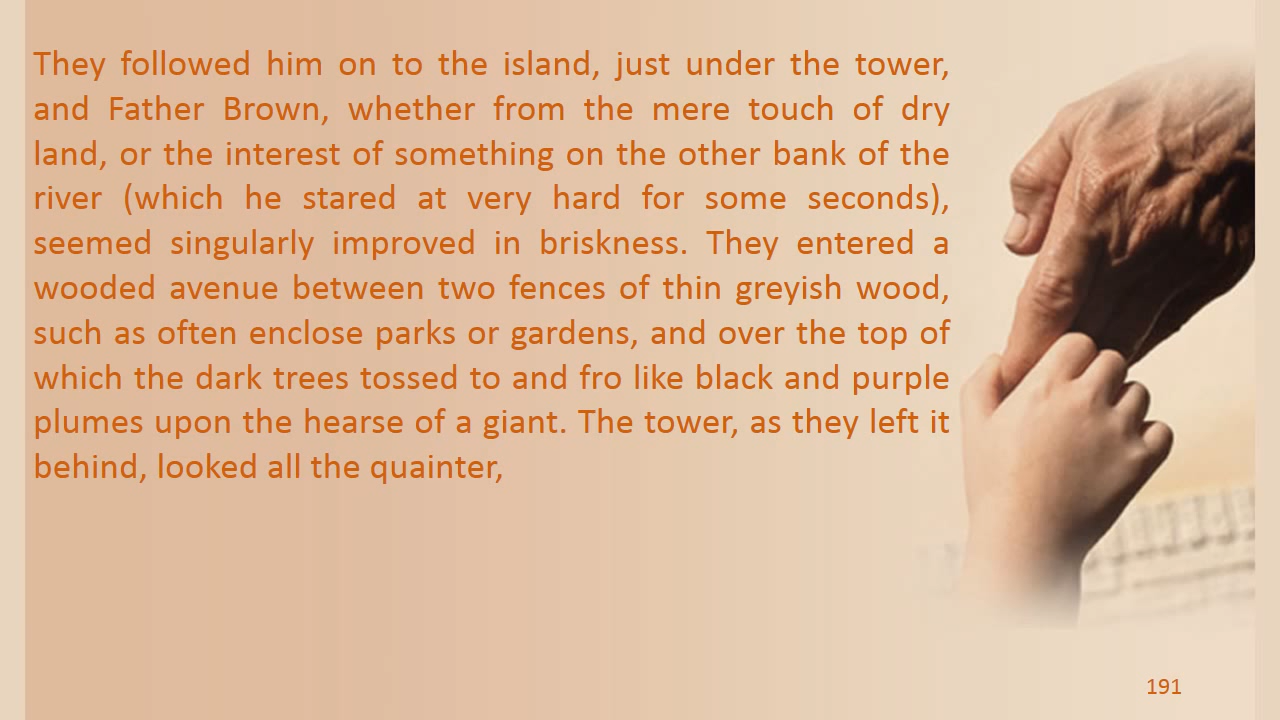 They followed him on to the island, just under the tower,
and Father Brown, whether from the mere touch of dry
land, or the interest of something on the other bank of the
river (which he stared at very hard for some seconds),
seemed singularly improved in briskness. They entered a
wooded avenue between two fences of thin greyish wood,
such as often enclose parks or gardens, and over the top of
which the dark trees tossed to and fro like black and purple
plumes upon the hearse of a giant. The tower, as they left it
behind, looked all the quainter,
191